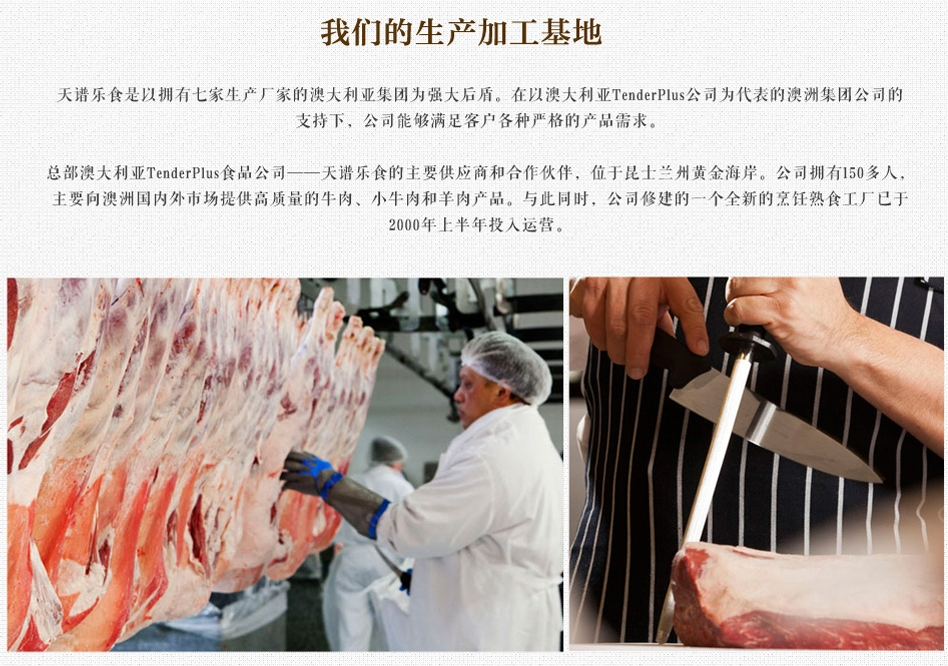 我们的生产加工基地
天谱乐食是以拥有七家生产厂家的澳大利亚集团为强大后盾。在以澳大利亚TenderPlus公司为代表的澳洲集团公司的
支持下，公司能够满足客户各种严格的产品需求。
总部澳大利亚TenderPlus食品公司——天谱乐食的主要供应商和合作伙伴，位于昆士兰州黄金海岸。公司拥有150多人，
主要向澳洲国内外市场提供高质量的牛肉、小牛肉和羊肉产品。与此同时，公司修建的一个全新的烹饪熟食工厂已于
2000年上半年投入运营。